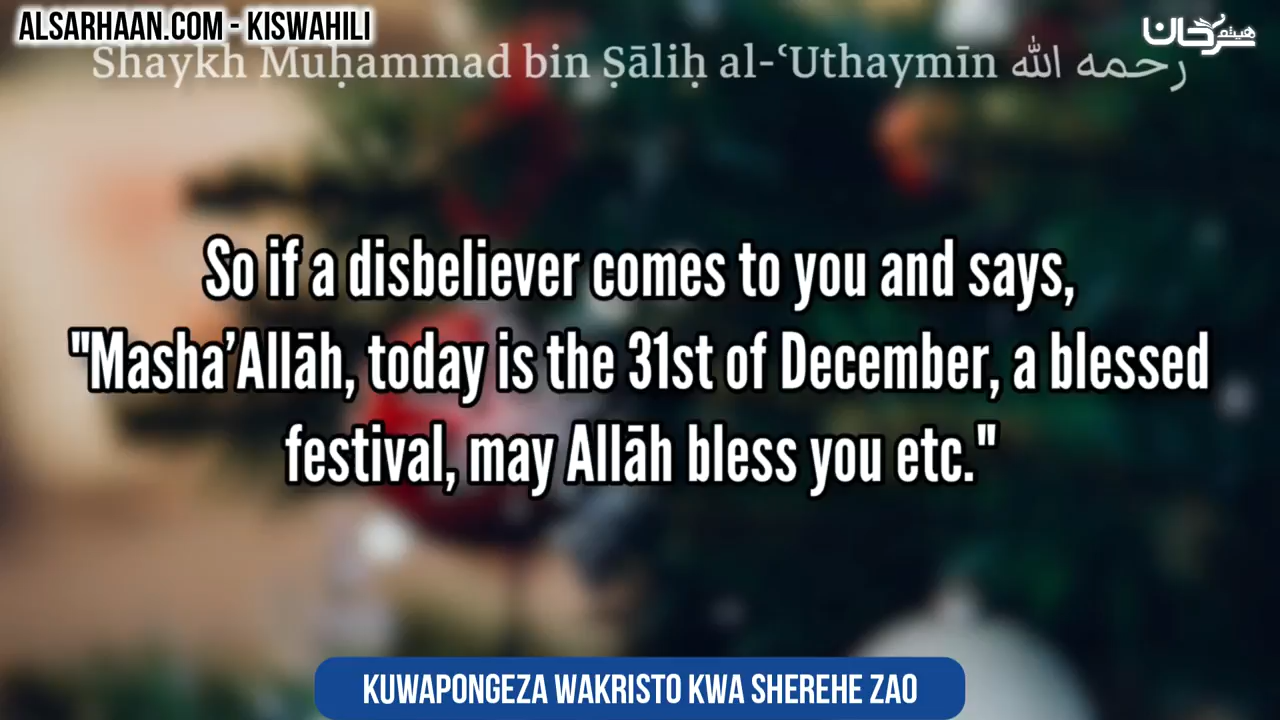 ALSARHAAN.COM - KISWAHILI
هيثم سرحان
Shaykh Muḥammad bin Ṣāliḥ al-ʿUthaymīn رحمه الله
So if a disbeliever comes to you and says,
"Masha’Allāh, today is the 31st of December, a blessed
festival, may Allāh bless you etc."
KUWAPONGEZA WAKRISTO KWA SHEREHE ZAO